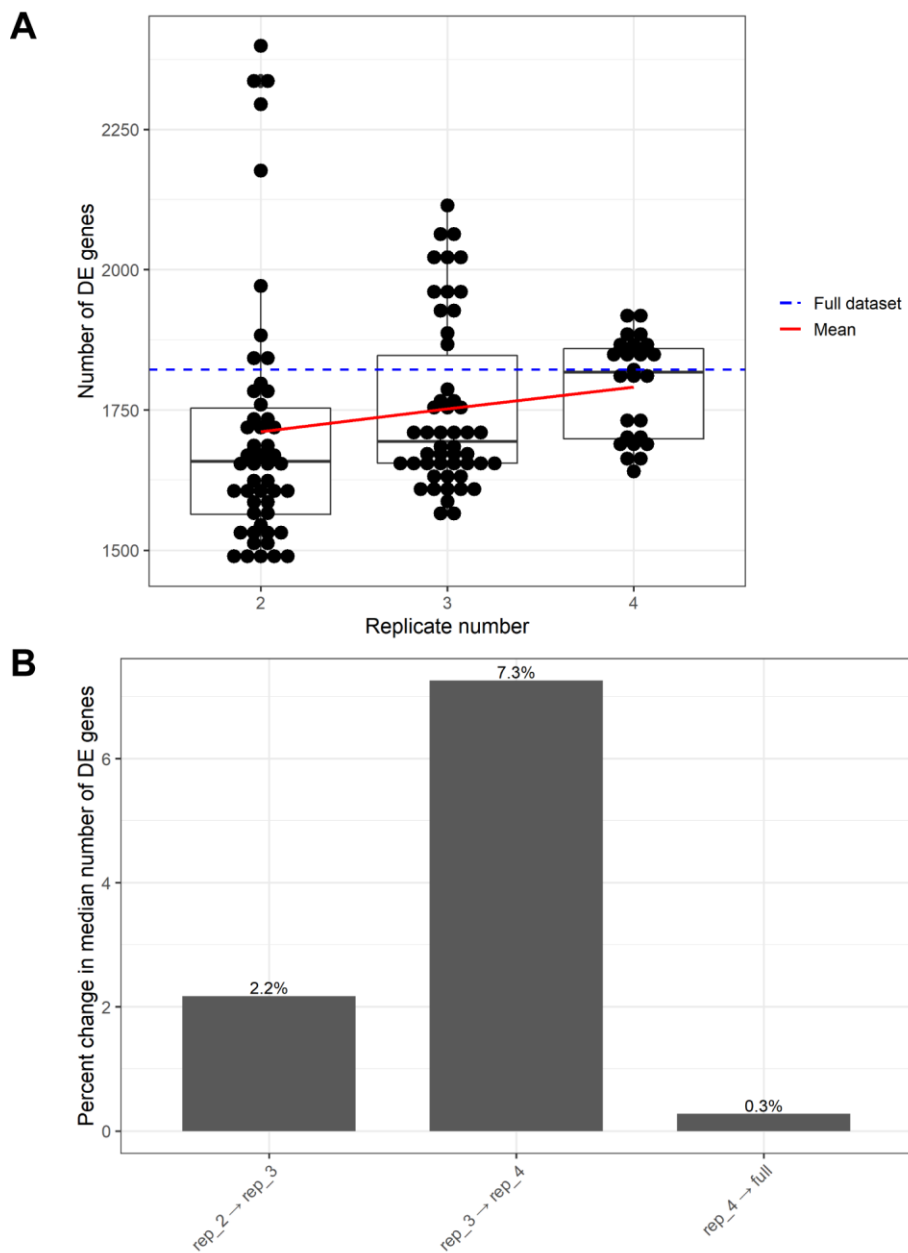 A
Number of DE genes
2250
2000
1750
1500
2
3
4
Replicate number
Full dataset
Mean
B
Percent change in median number of DE genes
6
4
2
0
2.2%
7.3%
0.3%
rep_2 → rep_3
rep_3 → rep_4
rep_4 → full